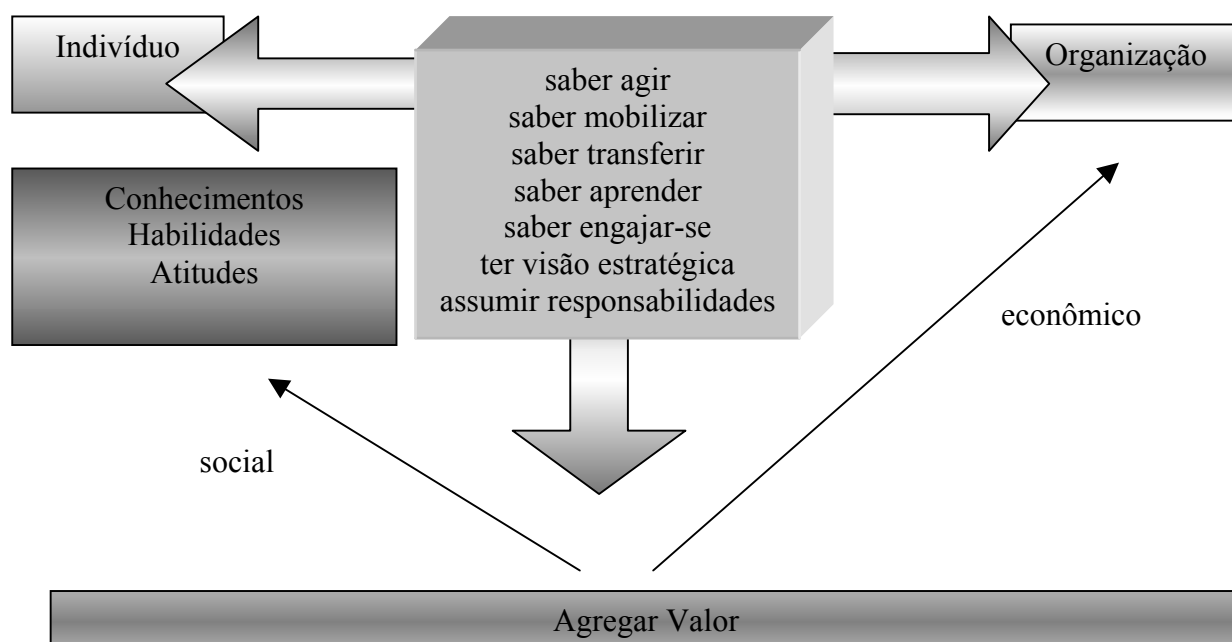 Indivíduo
Organização
saber agir
saber mobilizar
saber transferir
saber aprender
saber engajar-se
ter visão estratégica
assumir responsabilidades
Conhecimentos
Habilidades
Atitudes
econômico
social
Agregar Valor